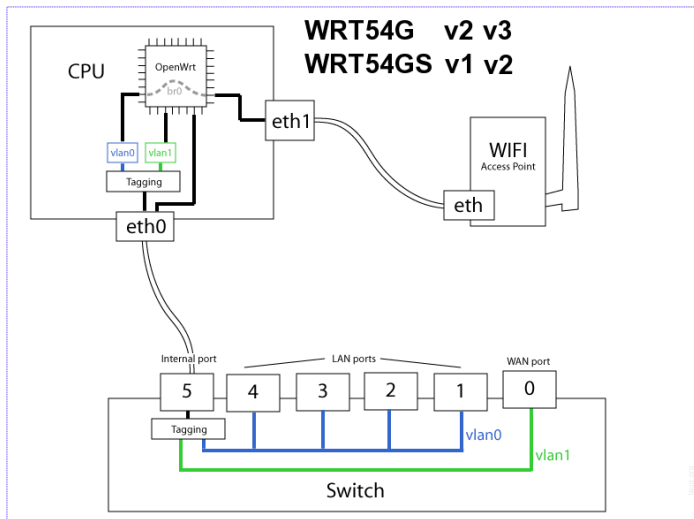 WRT54G v2 v3
WRT54GS v1 v2
CPU
OpenWrt
br0
vlan0 vlan1
Tagging
eth0
eth1
WIFI
Access Point
eth
Internal port LAN ports WAN port
5 4 3 2 1 0
Tagging
vlan0
vlan1
Switch